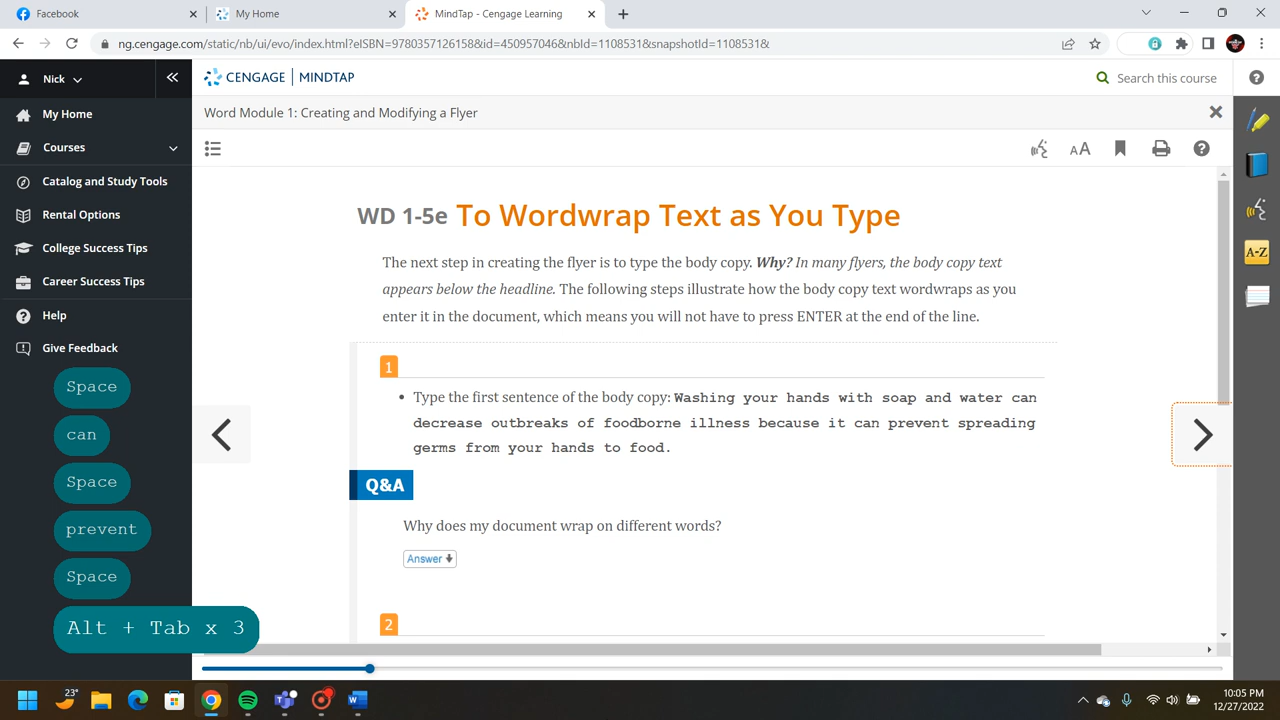 Facebook
My Home
MindTap - Cengage Learning
ng.cengage.com/static/nb/ui/evo/index.html?eISBN=9780357126158&id=450062046&nbId=1108531&snapshotId=1108531&
Nick
CENGAGE | MINDTAP
Search this course
My Home
Word Module 1: Creating and Modifying a Flyer
Courses
AA
Catalog and Study Tools
Rental Options
College Success Tips
Career Success Tips
Help
Give Feedback
A-Z
WD 1-5e To Wordwrap Text as You Type
The next step in creating the flyer is to type the body copy. Why? In many flyers, the body copy text
appears below the headline. The following steps illustrate how the body copy text wordwraps as you
enter it in the document, which means you will not have to press ENTER at the end of the line.
1
• Type the first sentence of the body copy: Washing your hands with soap and water can
decrease outbreaks of foodborne illness because it can prevent spreading
germs from your hands to food.
Q&A
Why does my document wrap on different words?
Answer
2
Space
can
Space
prevent
Space
Alt + Tab x 3
23°
10:05 PM
12/27/2022